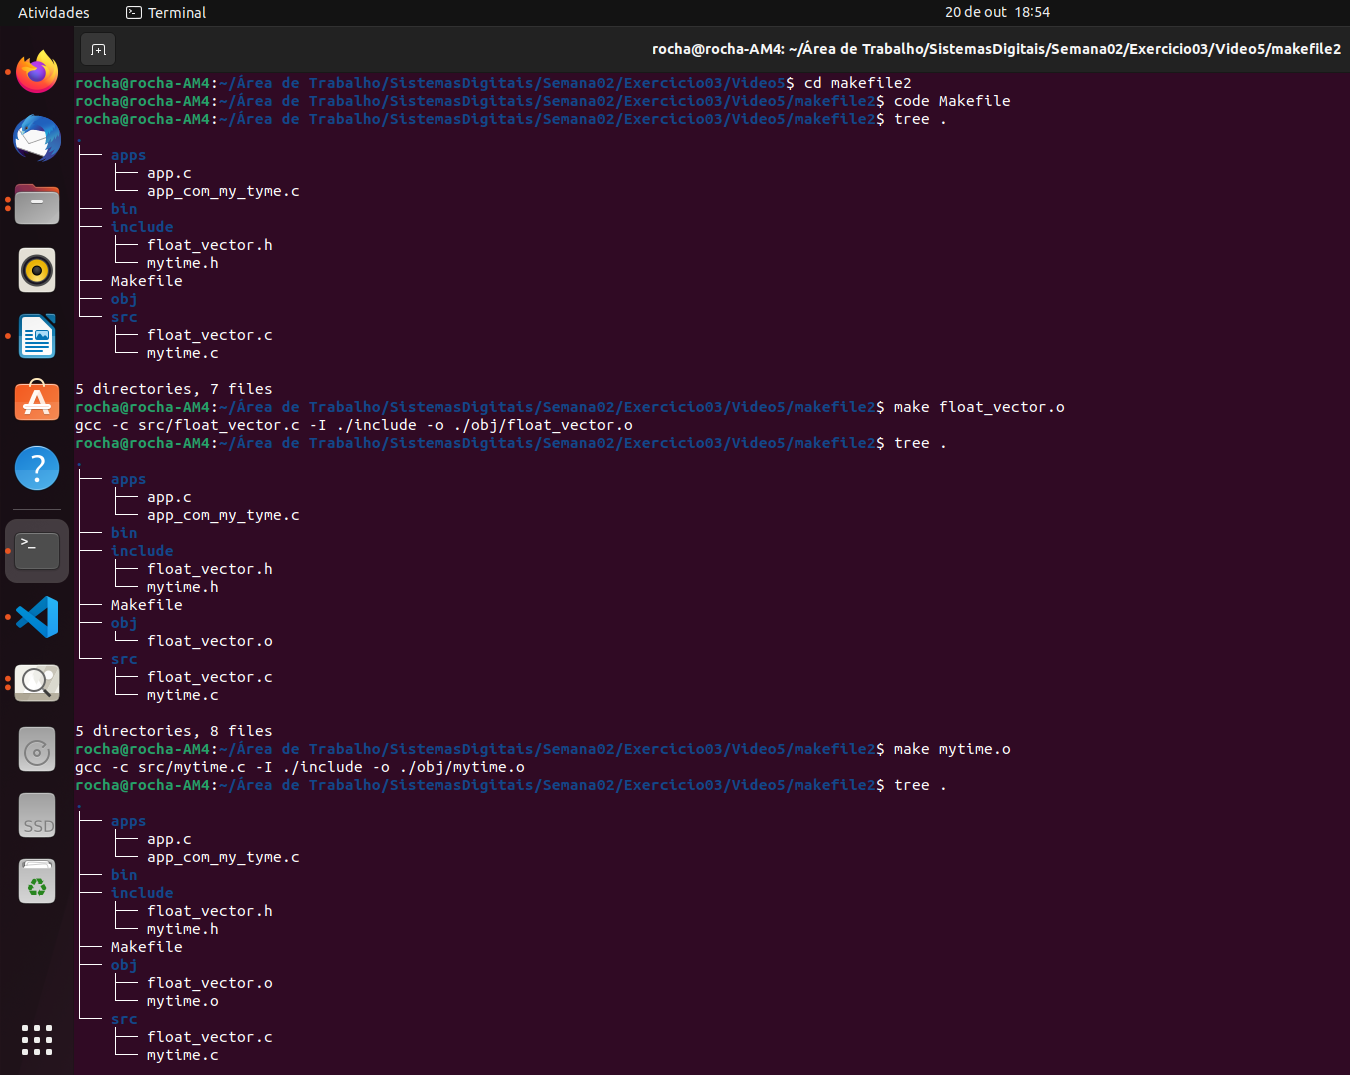 Atividades Terminal 20 de out 18:54
rocha@rocha-AM4: ~/Área de Trabalho/SistemasDigitais/Semana02/Exercicio03/Video5/makefile2
rocha@rocha-AM4:~/Área de Trabalho/SistemasDigitais/Semana02/Exercicio03/Video5$ cd makefile2
rocha@rocha-AM4:~/Área de Trabalho/SistemasDigitais/Semana02/Exercicio03/Video5/makefile2$ code Makefile
rocha@rocha-AM4:~/Área de Trabalho/SistemasDigitais/Semana02/Exercicio03/Video5/makefile2$ tree .
.
├── apps
│   ├── app.c
│   └── app_com_my_tyme.c
├── bin
├── include
│   ├── float_vector.h
│   └── mytime.h
├── Makefile
├── obj
└── src
    ├── float_vector.c
    └── mytime.c
5 directories, 7 files
rocha@rocha-AM4:~/Área de Trabalho/SistemasDigitais/Semana02/Exercicio03/Video5/makefile2$ make float_vector.o
gcc -c src/float_vector.c -I ./include -o ./obj/float_vector.o
rocha@rocha-AM4:~/Área de Trabalho/SistemasDigitais/Semana02/Exercicio03/Video5/makefile2$ tree .
.
├── apps
│   ├── app.c
│   └── app_com_my_tyme.c
├── bin
├── include
│   ├── float_vector.h
│   └── mytime.h
├── Makefile
├── obj
│   └── float_vector.o
└── src
    ├── float_vector.c
    └── mytime.c
5 directories, 8 files
rocha@rocha-AM4:~/Área de Trabalho/SistemasDigitais/Semana02/Exercicio03/Video5/makefile2$ make mytime.o
gcc -c src/mytime.c -I ./include -o ./obj/mytime.o
rocha@rocha-AM4:~/Área de Trabalho/SistemasDigitais/Semana02/Exercicio03/Video5/makefile2$ tree .
.
├── apps
│   ├── app.c
│   └── app_com_my_tyme.c
├── bin
├── include
│   ├── float_vector.h
│   └── mytime.h
├── Makefile
├── obj
│   ├── float_vector.o
│   └── mytime.o
└── src
    ├── float_vector.c
    └── mytime.c
SSD